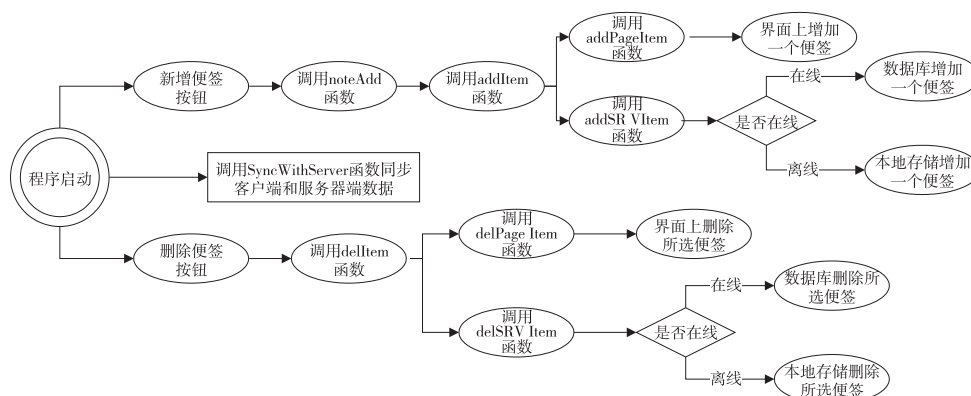 程序启动
新增便签
按钮
调用noteAdd
函数
调用addItem
函数
调用
addPageItem
函数
界面上增加
一个便签
调用
addSR VItem
函数
是否在线
在线
数据库增加
一个便签
离线
本地存储增加
一个便签
调用SyncWithServer函数同步
客户端和服务器端数据
删除便签
按钮
调用delItem
函数
调用
delPage Item
函数
界面上删除
所选便签
调用
delSRV Item
函数
是否在线
在线
数据库删除所
选便签
离线
本地存储删除
所选便签